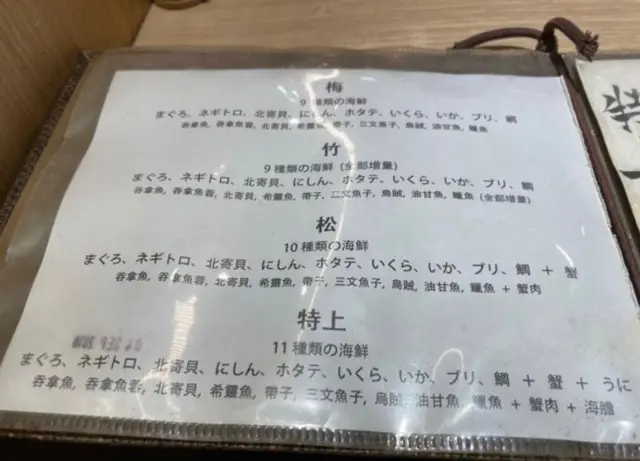 梅
9種類の海鮮
まぐろ、ネギトロ、北寄貝、にしん、ホタテ、いくら、いか、ブリ、鯛
吞拿魚, 吞拿魚蓉, 北寄貝, 希靈魚, 帶子, 三文魚子, 烏賊, 油甘魚, 鱲魚
竹
9種類の海鮮 (全部増量)
まぐろ、ネギトロ、北寄貝、にしん、ホタテ、いくら、いか、ブリ、鯛
吞拿魚, 吞拿魚蓉, 北寄貝, 希靈魚, 帶子, 三文魚子, 烏賊, 油甘魚, 鱲魚 (全部增量)
松
10種類の海鮮
まぐろ、ネギトロ、北寄貝、にしん、ホタテ、いくら、いか、ブリ、鯛 + 蟹
吞拿魚, 吞拿魚蓉, 北寄貝, 希靈魚, 帶子, 三文魚子, 烏賊, 油甘魚, 鱲魚 + 蟹肉
特上
11種類の海鮮
まぐろ、ネギトロ、北寄貝、にしん、ホタテ、いくら、いか、ブリ、鯛 + 蟹 + うに
吞拿魚, 吞拿魚蓉, 北寄貝, 希靈魚, 帶子, 三文魚子, 烏賊, 油甘魚, 鱲魚 + 蟹肉 + 海膽
特